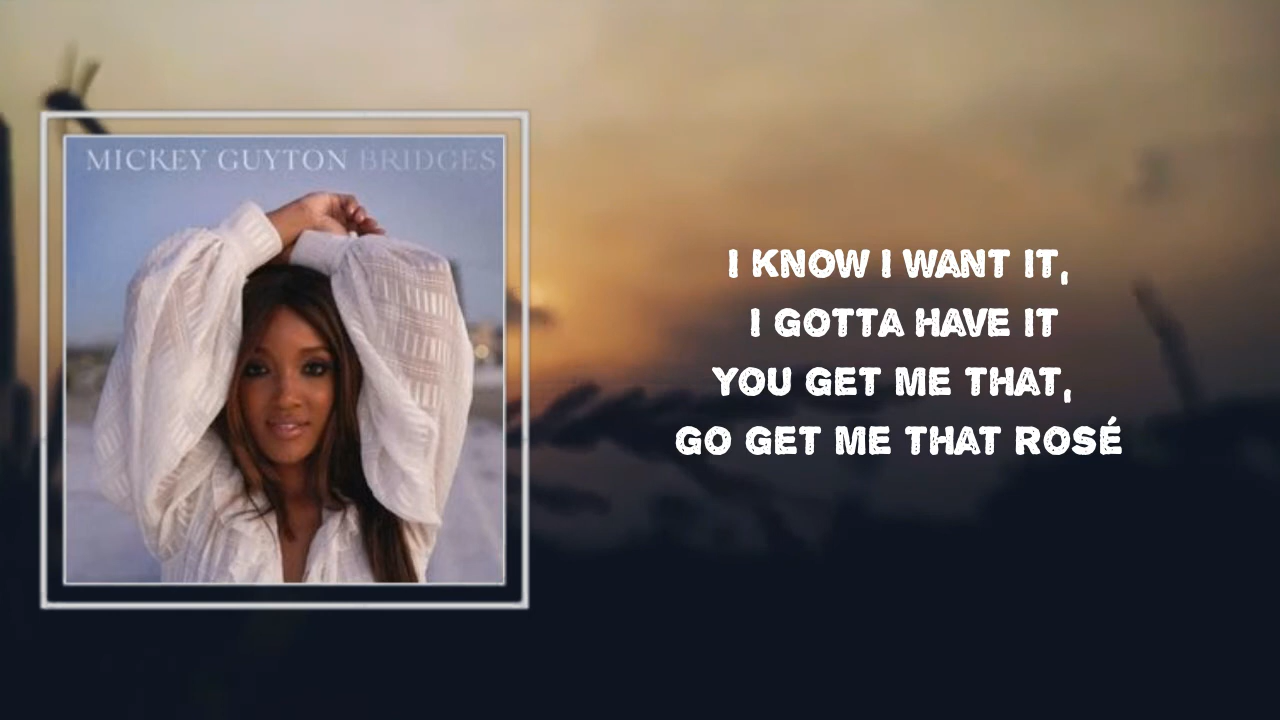 MICKEY GUYTON BRIDGES
I KNOW I WANT IT,
I GOTTA HAVE IT
YOU GET ME THAT,
GO GET ME THAT ROSÉ